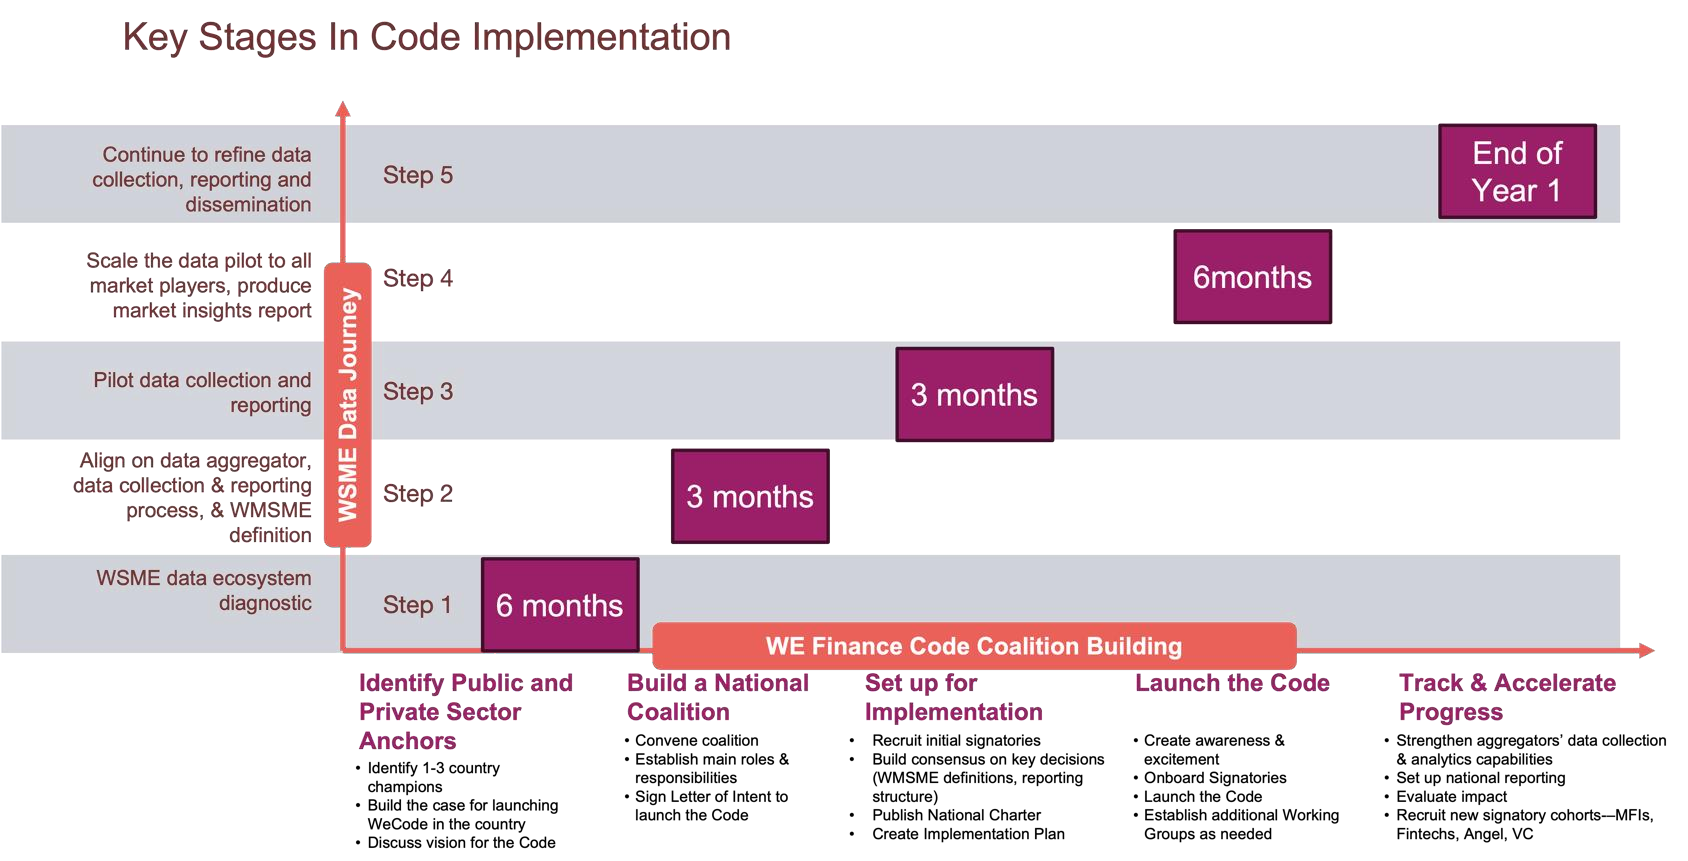 Key Stages In Code Implementation
Continue to refine data
collection, reporting and
dissemination
Step 5
End of
Year 1
Scale the data pilot to all
market players, produce
market insights report
Step 4
6months
Pilot data collection and
reporting
Step 3
3 months
Align on data aggregator,
data collection & reporting
process, & WMSME
definition
Step 2
3 months
WSME data ecosystem
diagnostic
Step 1
6 months
WSME Data Journey
WE Finance Code Coalition Building
Identify Public and
Private Sector
Anchors
• Identify 1-3 country
champions
• Build the case for launching
WeCode in the country
• Discuss vision for the Code
Build a National
Coalition
• Convene coalition
• Establish main roles &
responsibilities
• Sign Letter of Intent to
launch the Code
Set up for
Implementation
• Recruit initial signatories
• Build consensus on key decisions
(WMSME definitions, reporting
structure)
• Publish National Charter
• Create Implementation Plan
Launch the Code
• Create awareness &
excitement
• Onboard Signatories
• Launch the Code
• Establish additional Working
Groups as needed
Track & Accelerate
Progress
• Strengthen aggregators’ data collection
& analytics capabilities
• Set up national reporting
• Evaluate impact
• Recruit new signatory cohorts-–MFIs,
Fintechs, Angel, VC